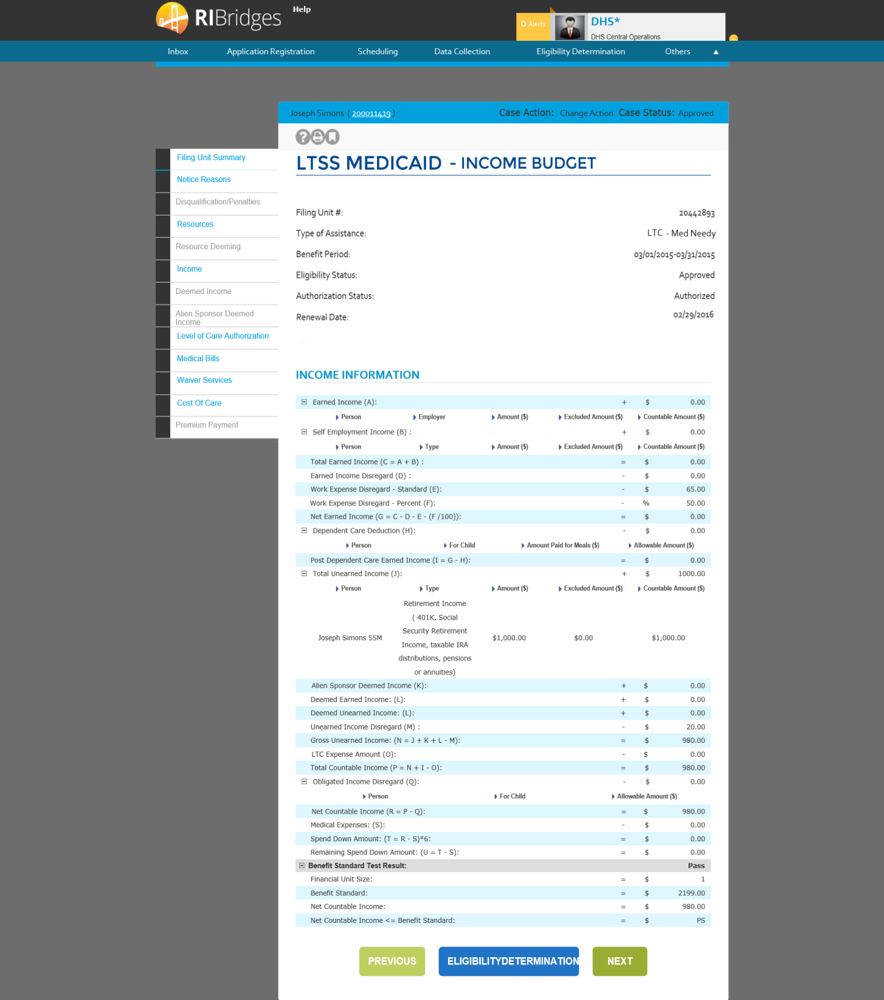 RIBridges
Help
0 Alerts
DHS*
DHS Central Operations
Inbox Application Registration Scheduling Data Collection Eligibility Determination Others
Joseph Simons ( 200011419 ) Case Action: Change Action Case Status: Approved
Filing Unit Summary
Notice Reasons
Disqualification/Penalties
Resources
Resource Deeming
Income
Deemed Income
Alien Sponsor Deemed
Income
Level of Care Authorization
Medical Bills
Waiver Services
Cost Of Care
Premium Payment
LTSS MEDICAID - INCOME BUDGET
Filing Unit #: 20442893
Type of Assistance: LTC - Med Needy
Benefit Period: 03/01/2015-03/31/2015
Eligibility Status: Approved
Authorization Status: Authorized
Renewal Date: 02/29/2016
INCOME INFORMATION
Earned Income (A): + $ 0.00
Person Employer Amount ($) Excluded Amount ($) Countable Amount ($)
Self Employment Income (B) : + $ 0.00
Person Type Amount ($) Excluded Amount ($) Countable Amount ($)
Total Earned Income (C = A + B) : = $ 0.00
Earned Income Disregard (D) : - $ 0.00
Work Expense Disregard - Standard (E): - $ 65.00
Work Expense Disregard - Percent (F): - % 50.00
Net Earned Income (G = C - D - E - (F /100)): = $ 0.00
Dependent Care Deduction (H): - $ 0.00
Person For Child Amount Paid for Meals ($) Allowable Amount ($)
Post Dependent Care Earned Income (I = G - H): = $ 0.00
Total Unearned Income (J): + $ 1000.00
Person Type Amount ($) Excluded Amount ($) Countable Amount ($)
Retirement Income
( 401K, Social
Security Retirement
Joseph Simons 55M Income, taxable IRA $1,000.00 $0.00 $1,000.00
distributions, pensions
or annuities)
Alien Sponsor Deemed Income (K): + $ 0.00
Deemed Earned Income: (L): + $ 0.00
Deemed Unearned Income: (L): + $ 0.00
Unearned Income Disregard (M) : - $ 20.00
Gross Unearned Income: (N = J + K + L - M): = $ 980.00
LTC Expense Amount (O): - $ 0.00
Total Countable Income (P = N + I - O): = $ 980.00
Obligated Income Disregard (Q): - $ 0.00
Person For Child Allowable Amount ($)
Net Countable Income (R = P - Q): = $ 980.00
Medical Expenses: (S): - $ 0.00
Spend Down Amount: (T = R - S)*6: = $ 0.00
Remaining Spend Down Amount: (U = T - S): = $ 0.00
Benefit Standard Test Result: Pass
Financial Unit Size: = $ 1
Benefit Standard: = $ 2199.00
Net Countable Income: = $ 980.00
Net Countable Income <= Benefit Standard: = $ PS
PREVIOUS ELIGIBILITYDETERMINATION NEXT